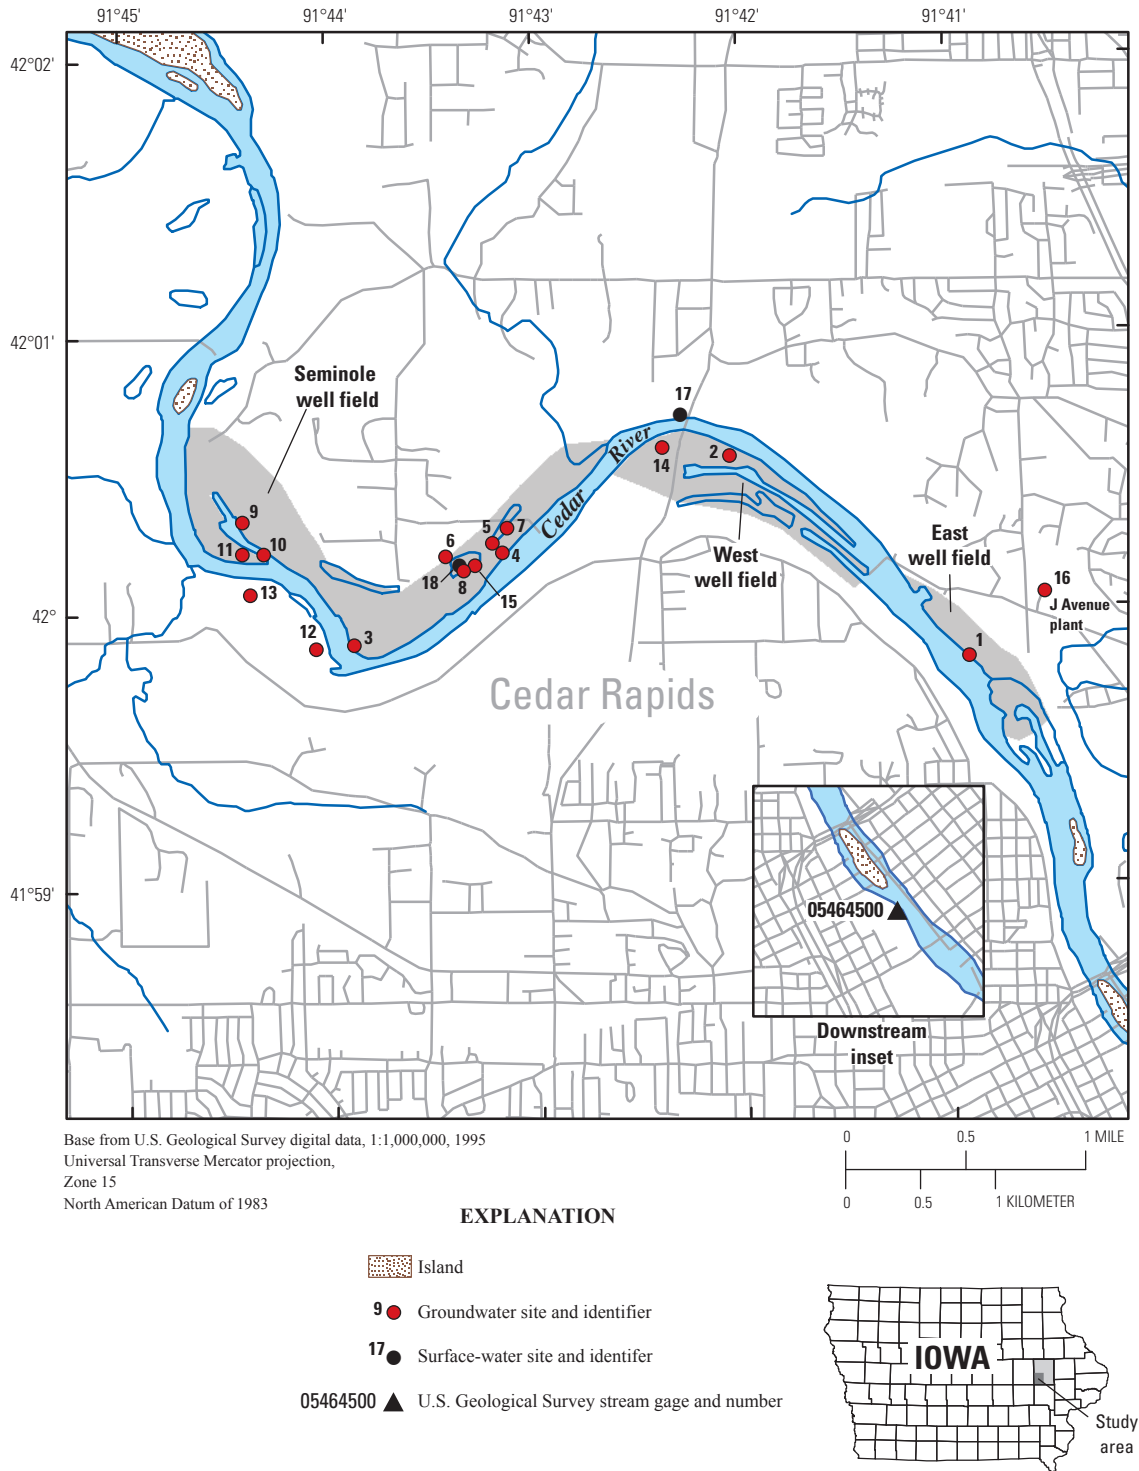 91°45'
91°44'
91°43'
91°42'
91°41'
42°02'
42°01'
42°
41°59'
Seminole
well field
17
River
Cedar
14
2
9
11
10
13
12
3
5
7
6
4
18
8
15
West
well field
East
well field
16
J Avenue
plant
1
Cedar Rapids
05464500
Downstream
inset
Base from U.S. Geological Survey digital data, 1:1,000,000, 1995
Universal Transverse Mercator projection,
Zone 15
North American Datum of 1983
0 0.5 1 MILE
0 0.5 1 KILOMETER
EXPLANATION
Island
9 Groundwater site and identifier
17 Surface-water site and identifer
05464500 U.S. Geological Survey stream gage and number
IOWA
Study
area